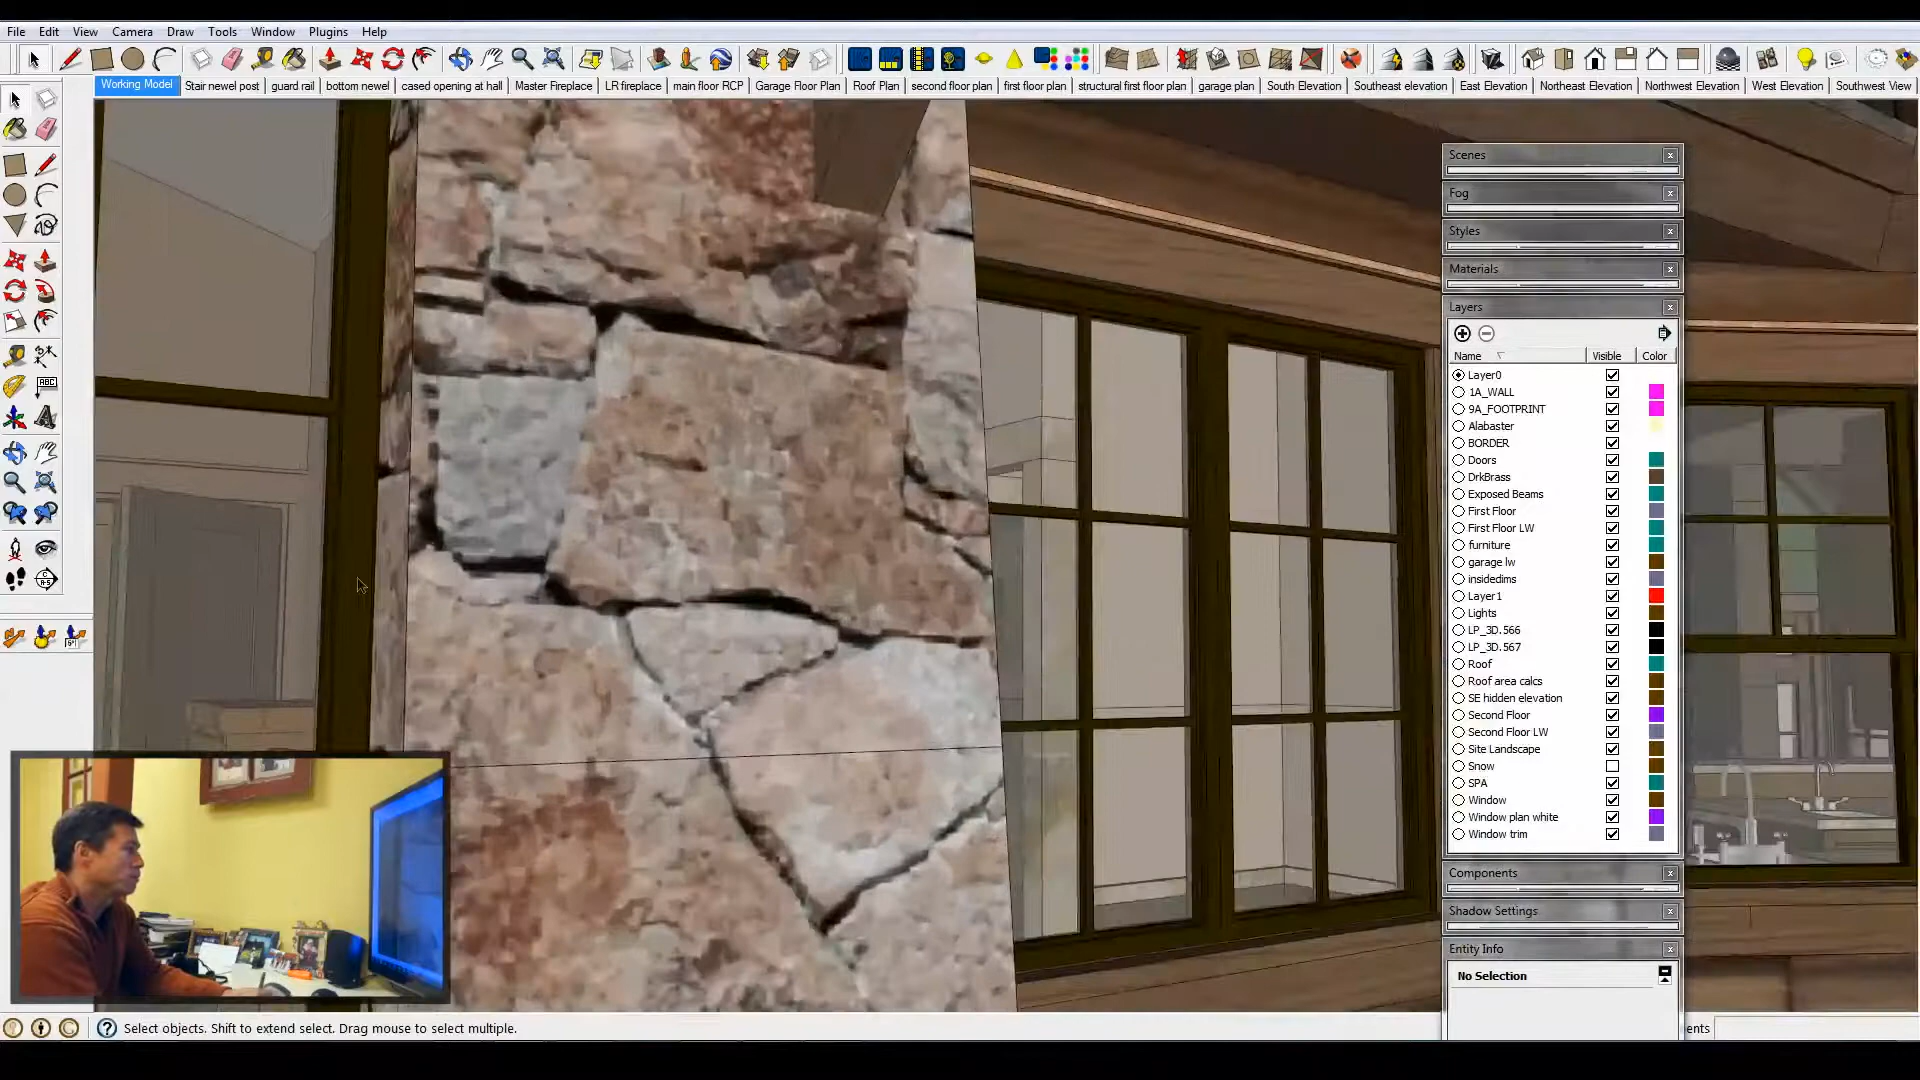 File Edit View Camera Draw Tools Window Plugins Help
Working Model Stair newel post guard rail bottom newel cased opening at hall Master Fireplace LR fireplace main floor RCP Garage Floor Plan Roof Plan second floor plan first floor plan structural first floor plan garage plan South Elevation Southeast elevation East Elevation Northeast Elevation Northwest Elevation West Elevation Southwest View
Scenes
Fog
Styles
Materials
Layers
Name Visible Color
Layer0
1A_WALL
9A_FOOTPRINT
Alabaster
BORDER
Doors
DrkBrass
Exposed Beams
First Floor
First Floor LW
furniture
garage lw
insidedims
Layer1
Lights
LP_3D.566
LP_3D.567
Roof
Roof area calcs
SE hidden elevation
Second Floor
Second Floor LW
Site Landscape
Snow
SPA
Window
Window plan white
Window trim
Components
Shadow Settings
Entity Info
No Selection
ABC
Select objects. Shift to extend select. Drag mouse to select multiple.
ents